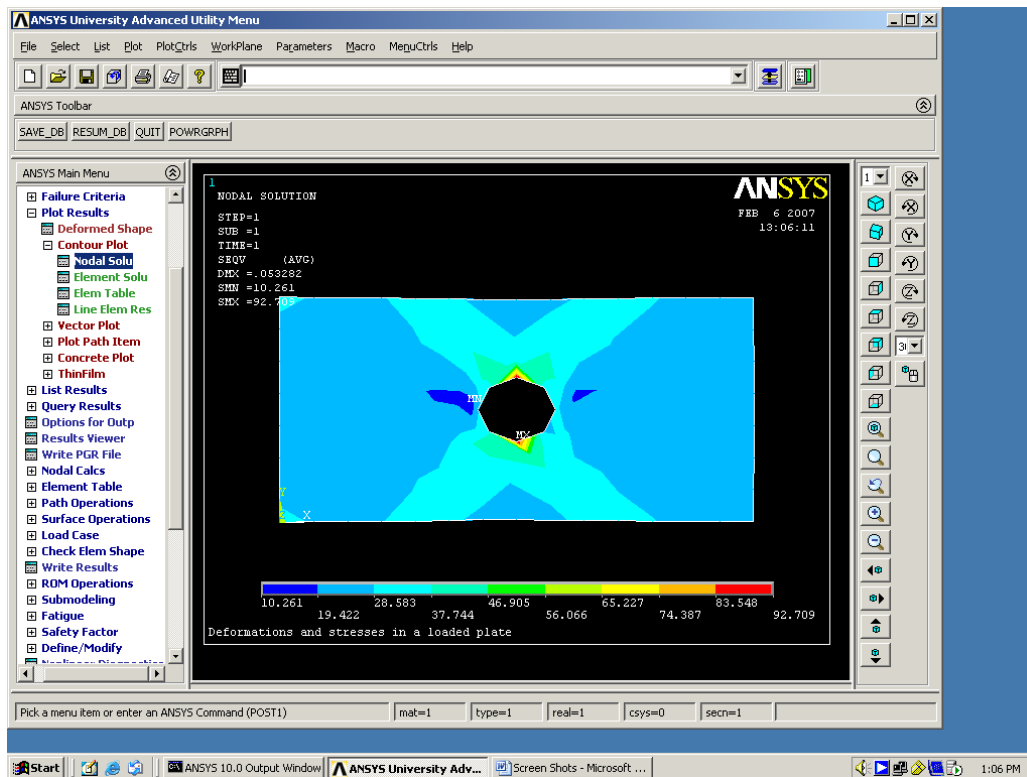 ANSYS University Advanced Utility Menu
File Select List Plot PlotCtrls WorkPlane Parameters Macro MenuCtrls Help
ANSYS Toolbar
SAVE_DB RESUM_DB QUIT POWRGRPH
ANSYS Main Menu
Failure Criteria
Plot Results
Deformed Shape
Contour Plot
Nodal Solu
Element Solu
Elem Table
Line Elem Res
Vector Plot
Plot Path Item
Concrete Plot
ThinFilm
List Results
Query Results
Options for Outp
Results Viewer
Write PGR File
Nodal Calcs
Element Table
Path Operations
Surface Operations
Load Case
Check Elem Shape
Write Results
ROM Operations
Submodeling
Fatigue
Safety Factor
Define/Modify
1
NODAL SOLUTION
STEP=1
SUB =1
TIME=1
SEQV (AVG)
DMX =.053282
SMN =10.261
SMX =92.709
ANSYS
FEB 6 2007
13:06:11
MN
MX
Y
Z X
10.261 28.583 46.905 65.227 83.548
19.422 37.744 56.066 74.387 92.709
Deformations and stresses in a loaded plate
1
X
X
Y
Y
Z
Z
Pick a menu item or enter an ANSYS Command (POST1) mat=1 type=1 real=1 csys=0 secn=1
Start ANSYS 10.0 Output Window ANSYS University Adv... Screen Shots - Microsoft ... 1:06 PM